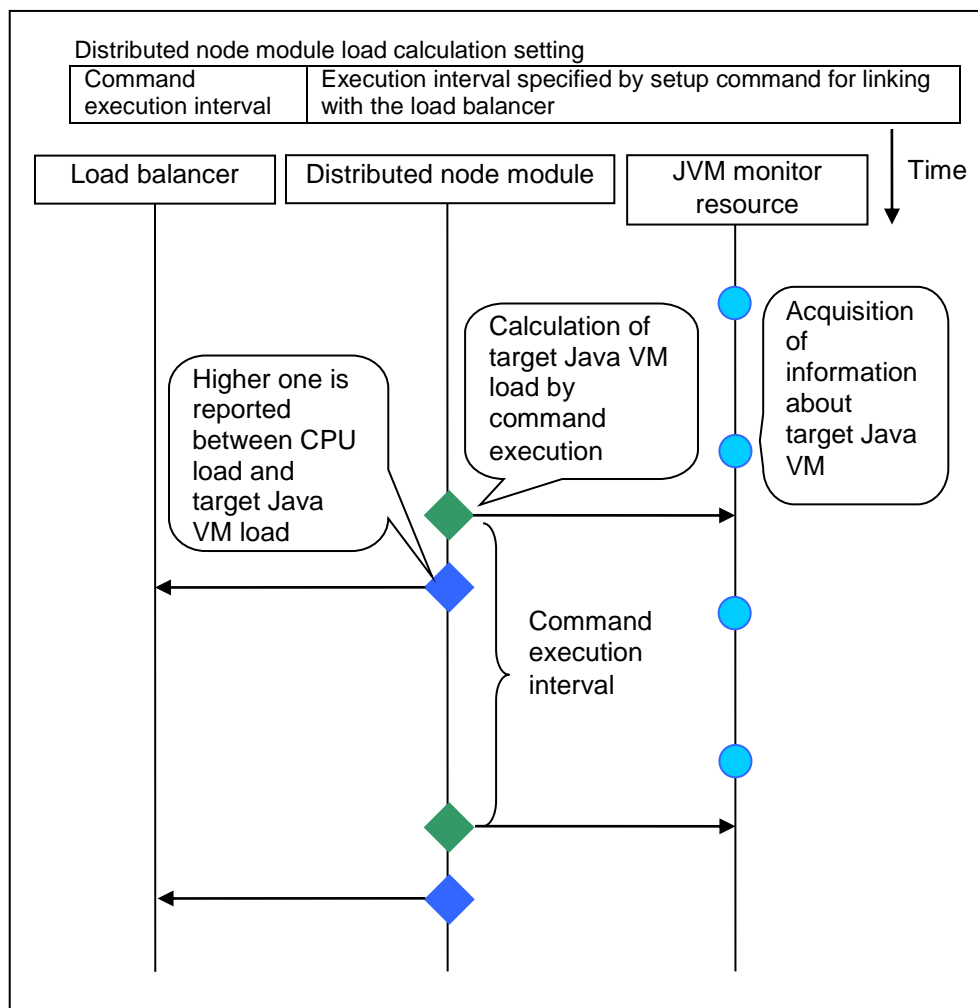 Distributed node module load calculation setting
Command
execution interval
Execution interval specified by setup command for linking
with the load balancer
Time
Load balancer
Distributed node module
JVM monitor
resource
Acquisition
of
information
about
target Java
VM
Calculation of
target Java VM
load by
command
execution
Higher one is
reported
between CPU
load and
target Java
VM load
Command
execution
interval